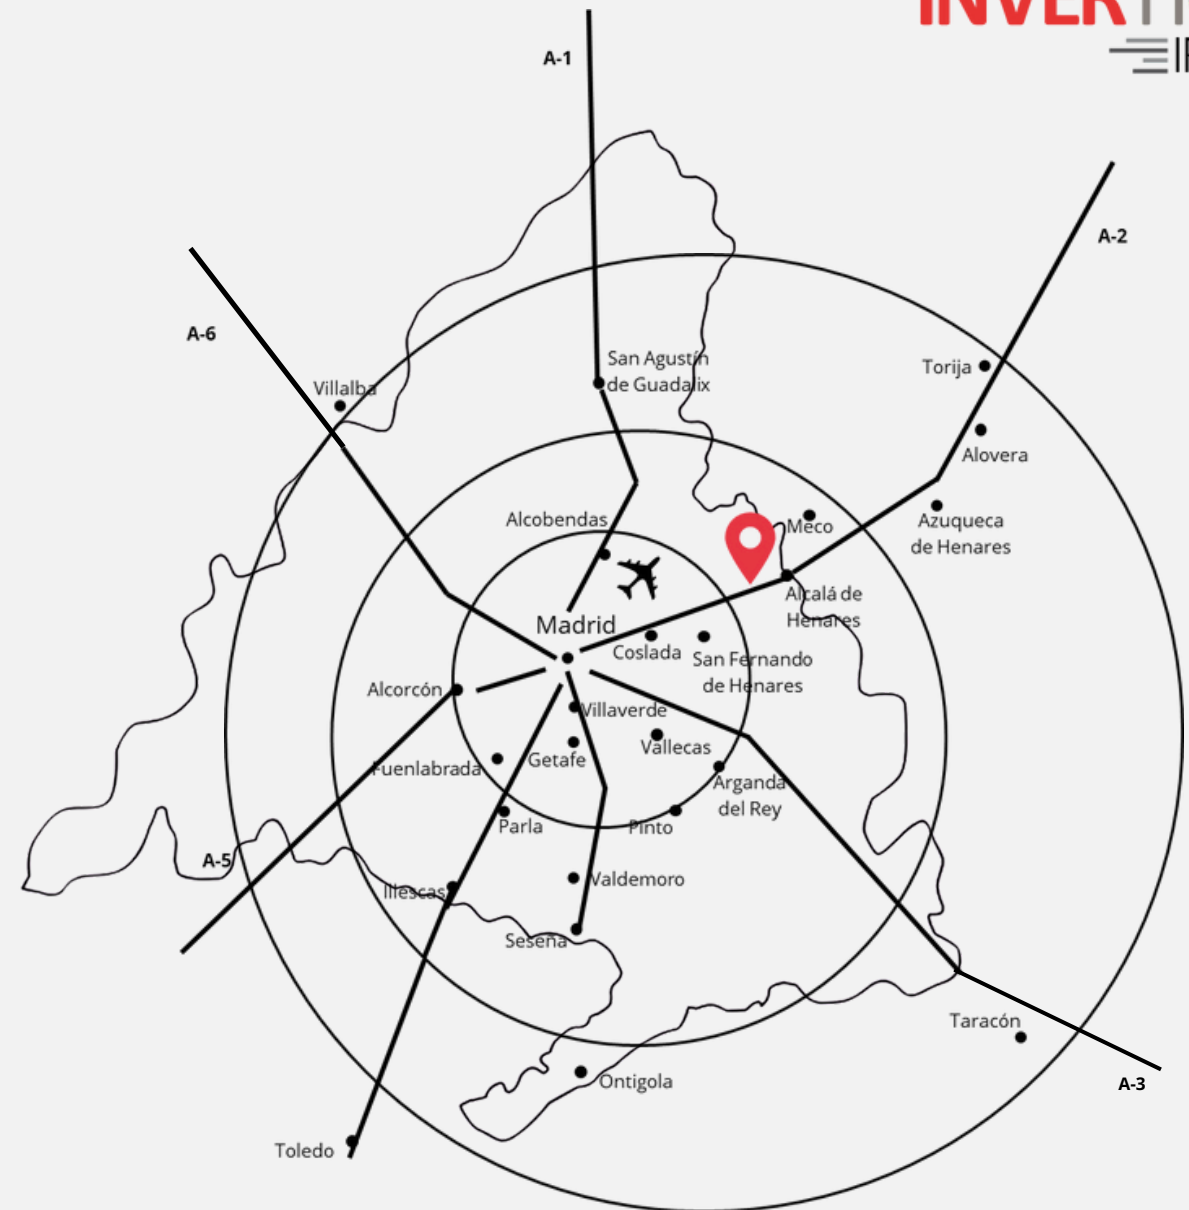 A-1
A-2
A-6
San Agustín
de Guadalix
Torija
Villalba
Alovera
Alcobendas
Meco
Azuqueca
de Henares
Alcalá de
Henares
Madrid
Coslada
San Fernando
de Henares
Alcorcón
Villaverde
Vallecas
Getafe
Fuenlabrada
Arganda
del Rey
Parla
Pinto
A-5
Illescas
Valdemoro
Seseña
Taracón
Ontigola
A-3
Toledo